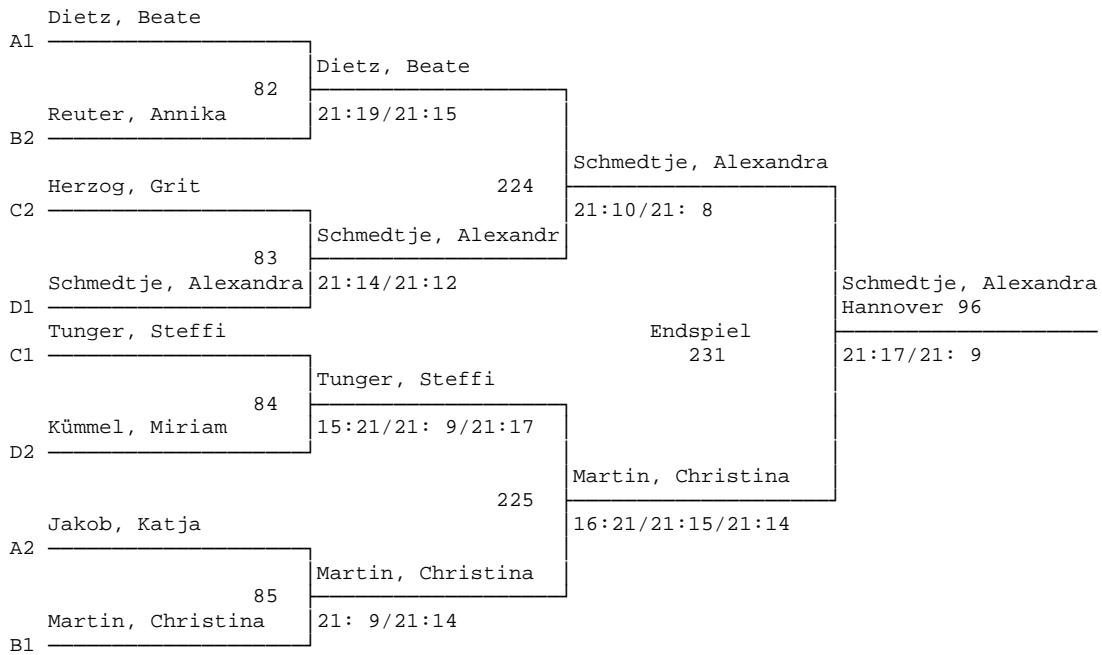 Dietz, Beate
A1
Dietz, Beate
82
Reuter, Annika 21:19/21:15
B2
Schmedtje, Alexandra
Herzog, Grit 224
C2 21:10/21: 8
Schmedtje, Alexandr
83
Schmedtje, Alexandra 21:14/21:12 Schmedtje, Alexandra
D1 Hannover 96
Tunger, Steffi Endspiel
C1 231 21:17/21: 9
Tunger, Steffi
84
Kümmel, Miriam 15:21/21: 9/21:17
D2
Martin, Christina
225
Jakob, Katja 16:21/21:15/21:14
A2
Martin, Christina
85
Martin, Christina 21: 9/21:14
B1